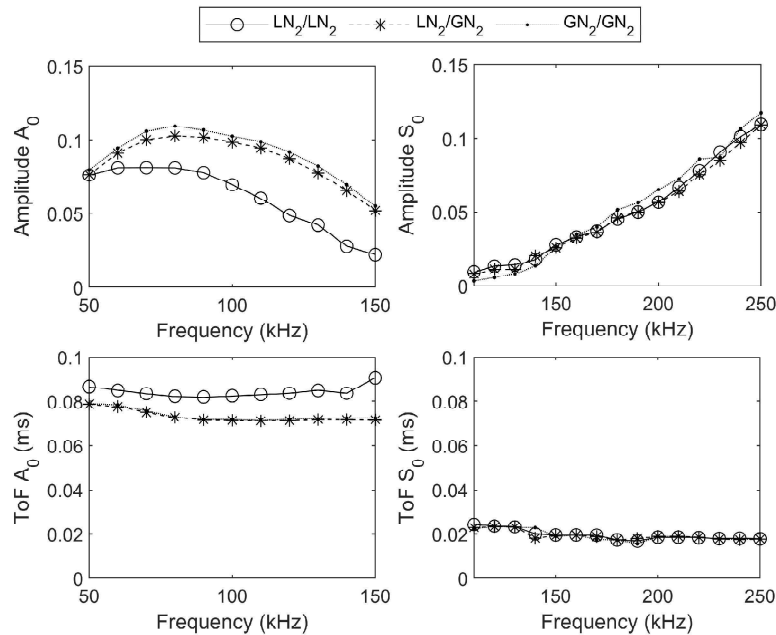 LN₂/LN₂ LN₂/GN₂ GN₂/GN₂
0.15
0.1
0.05
0
Amplitude A₀
50 100 150
Frequency (kHz)
0.15
0.1
0.05
0
Amplitude S₀
150 200 250
Frequency (kHz)
0.1
0.08
0.06
0.04
0.02
0
ToF A₀ (ms)
50 100 150
Frequency (kHz)
0.1
0.08
0.06
0.04
0.02
0
ToF S₀ (ms)
150 200 250
Frequency (kHz)